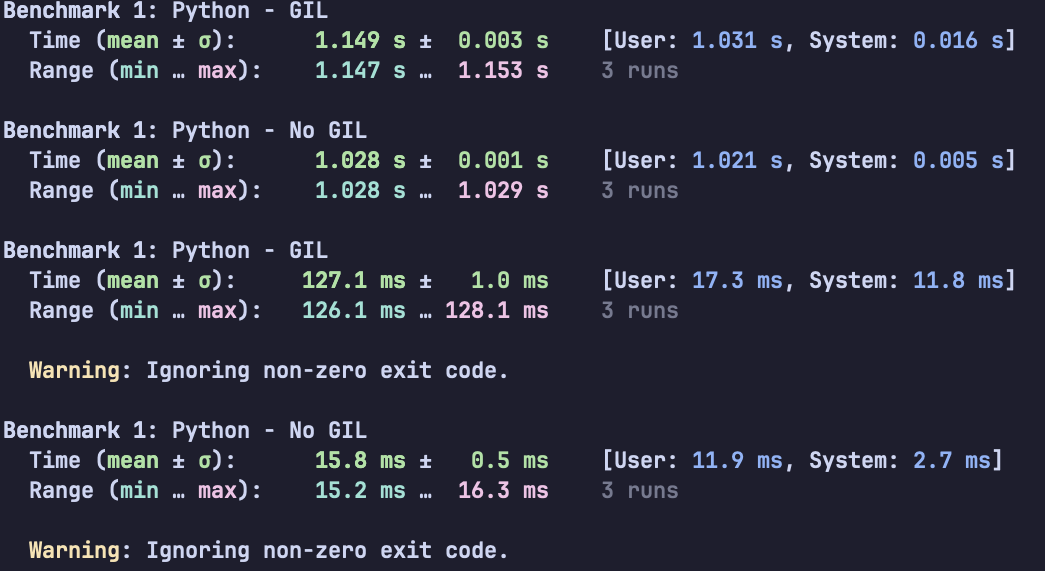 Benchmark 1: Python - GIL
Time (mean ± σ): 1.149 s ± 0.003 s [User: 1.031 s, System: 0.016 s]
Range (min … max): 1.147 s … 1.153 s 3 runs
Benchmark 1: Python - No GIL
Time (mean ± σ): 1.028 s ± 0.001 s [User: 1.021 s, System: 0.005 s]
Range (min … max): 1.028 s … 1.029 s 3 runs
Benchmark 1: Python - GIL
Time (mean ± σ): 127.1 ms ± 1.0 ms [User: 17.3 ms, System: 11.8 ms]
Range (min … max): 126.1 ms … 128.1 ms 3 runs
Warning: Ignoring non-zero exit code.
Benchmark 1: Python - No GIL
Time (mean ± σ): 15.8 ms ± 0.5 ms [User: 11.9 ms, System: 2.7 ms]
Range (min … max): 15.2 ms … 16.3 ms 3 runs
Warning: Ignoring non-zero exit code.